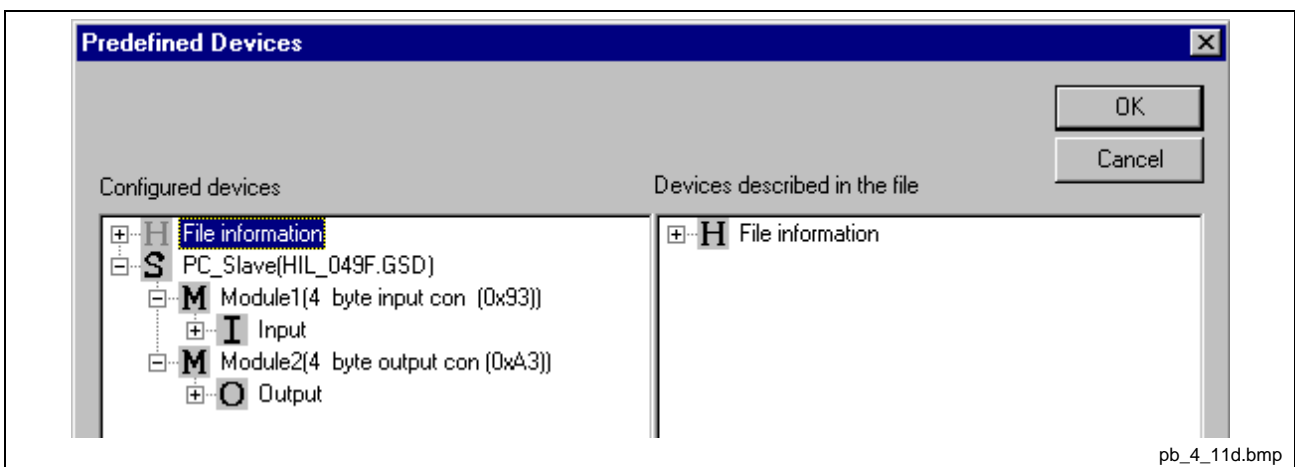 Predefined Devices
OK
Cancel
Configured devices
Devices described in the file
H File information
S PC_Slave(HIL_049F.GSD)
M Module1(4 byte input con (0x93))
I Input
M Module2(4 byte output con (0xA3))
O Output
H File information
pb_4_11d.bmp